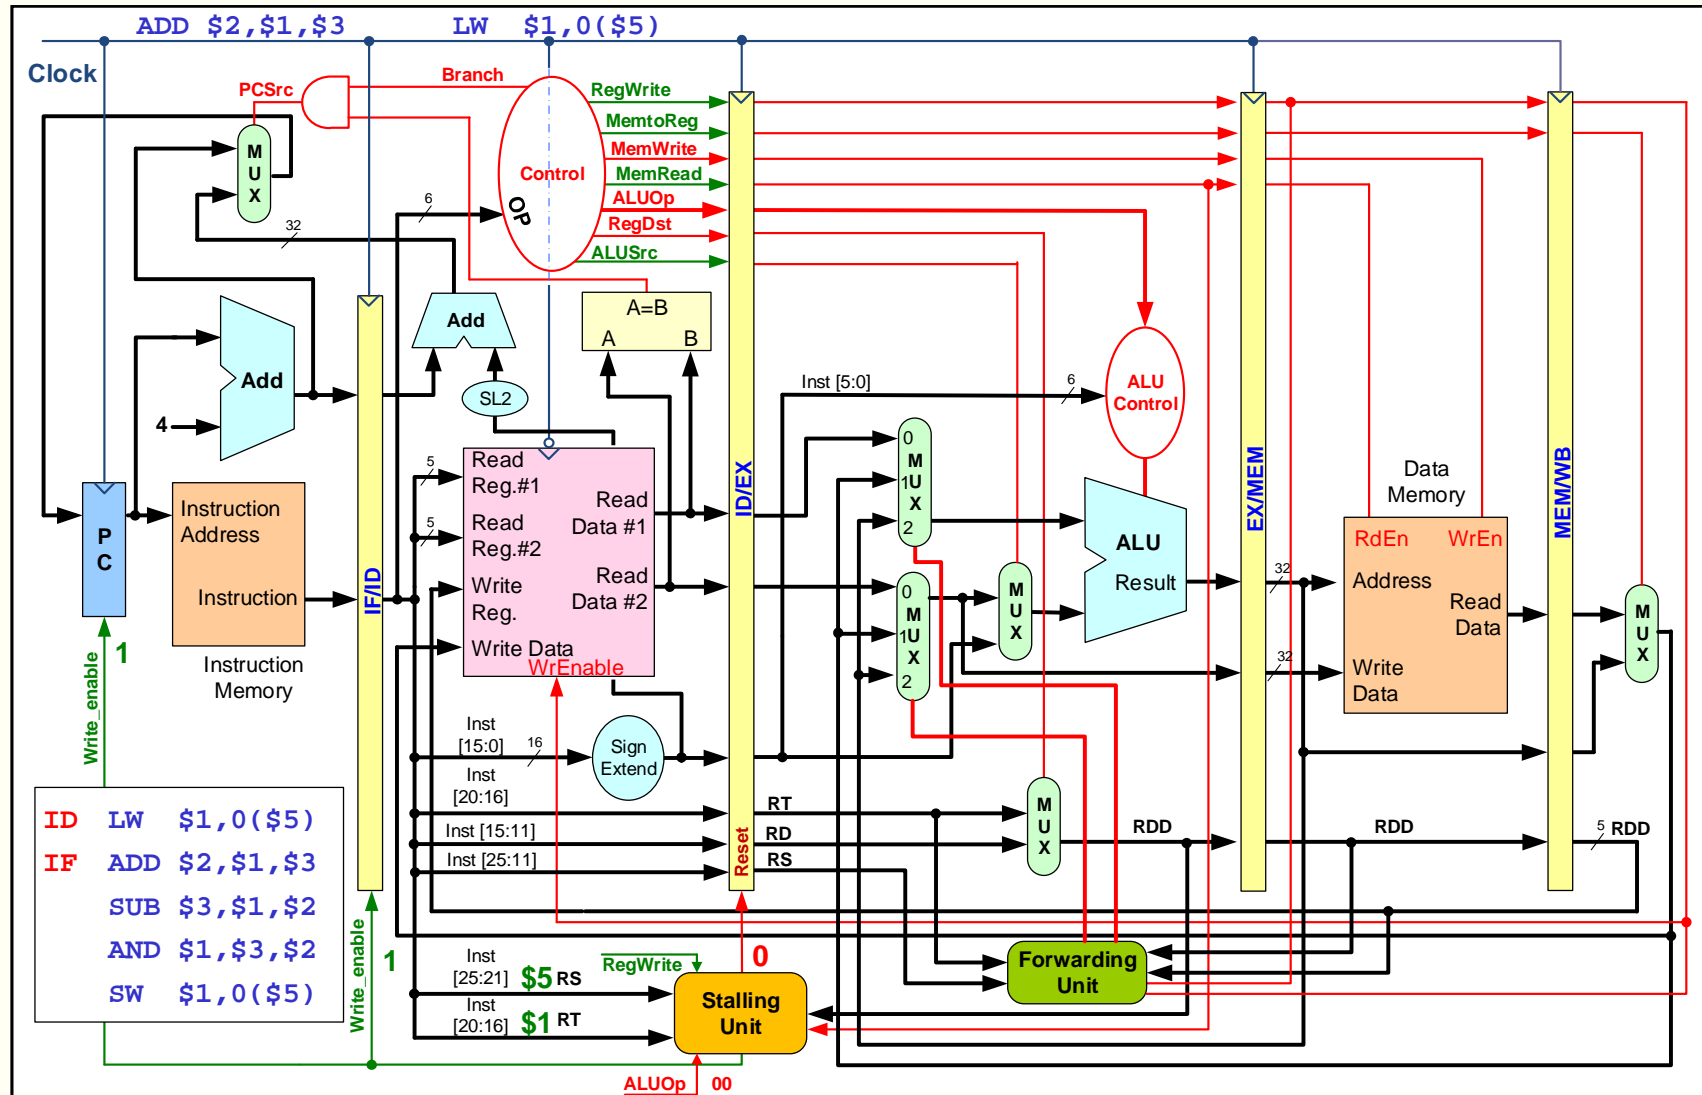 ADD $2,$1,$3
LW $1,0($5)
Clock
PCSrc
Branch
RegWrite
MemtoReg
MemWrite
MemRead
ALUOp
RegDst
ALUSrc
Control
OP
M
U
X
6
32
Add
Add
4
SL2
A=B
A
B
Inst [5:0]
6
ALU
Control
P
C
Instruction
Address
Instruction
Instruction
Memory
IF/ID
5
5
Read
Reg.#1
Read
Reg.#2
Write
Reg.
Write Data
WrEnable
Read
Data #1
Read
Data #2
ID/EX
0
M
1U
X
2
0
M
1U
X
2
M
U
X
ALU
Result
EX/MEM
32
32
Data
Memory
RdEn
WrEn
Address
Read
Data
Write
Data
MEM/WB
M
U
X
Write_enable
1
Inst
[15:0]
16
Sign
Extend
Inst
[20:16]
Inst [15:11]
Inst [25:11]
Reset
RT
RD
RS
M
U
X
RDD
RDD
5
RDD
ID LW $1,0($5)
IF ADD $2,$1,$3
SUB $3,$1,$2
AND $1,$3,$2
SW $1,0($5)
Write_enable
1
Inst
[25:21]
$5 RS
Inst
[20:16]
$1 RT
RegWrite
0
Stalling
Unit
Forwarding
Unit
ALUOp 00